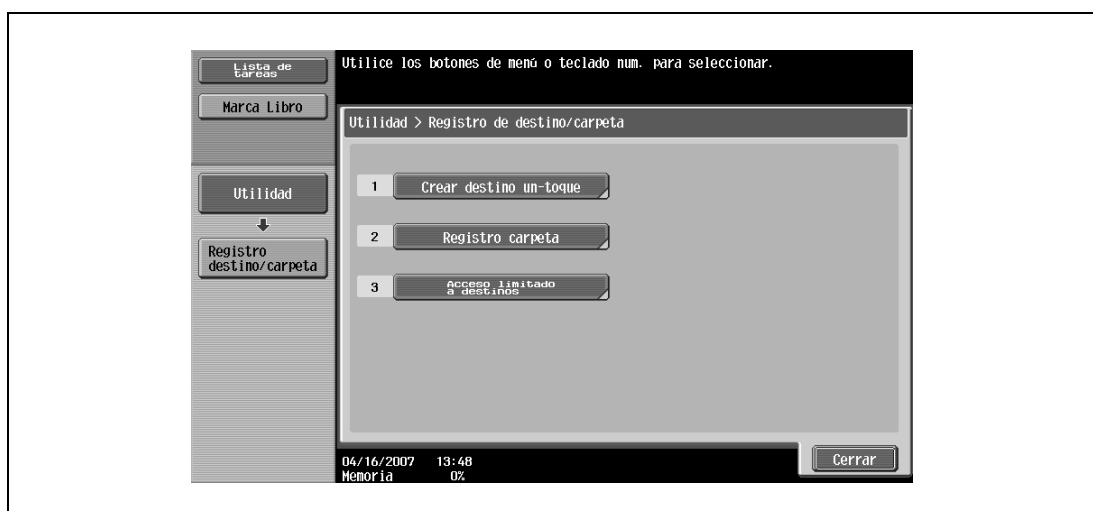 Lista de
tareas
Utilice los botones de menú o teclado num. para seleccionar.
Marca Libro
Utilidad > Registro de destino/carpeta
Utilidad
1 Crear destino un-toque
2 Registro carpeta
Registro
destino/carpeta
3 Acceso limitado
a destinos
04/16/2007 13:48
Memoria 0%
Cerrar